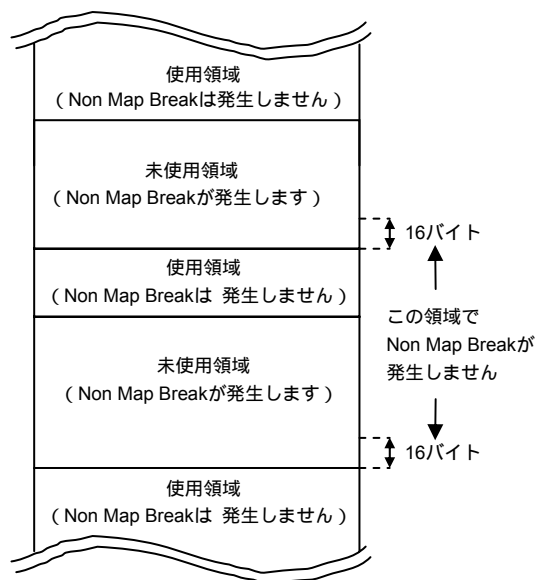 使用領域
（Non Map Breakは発生しません）
未使用領域
（Non Map Breakが発生します）
16バイト
使用領域
（Non Map Breakは 発生しません）
この領域で
Non Map Breakが
発生しません
未使用領域
（Non Map Breakが発生します）
16バイト
使用領域
（Non Map Breakは 発生しません）